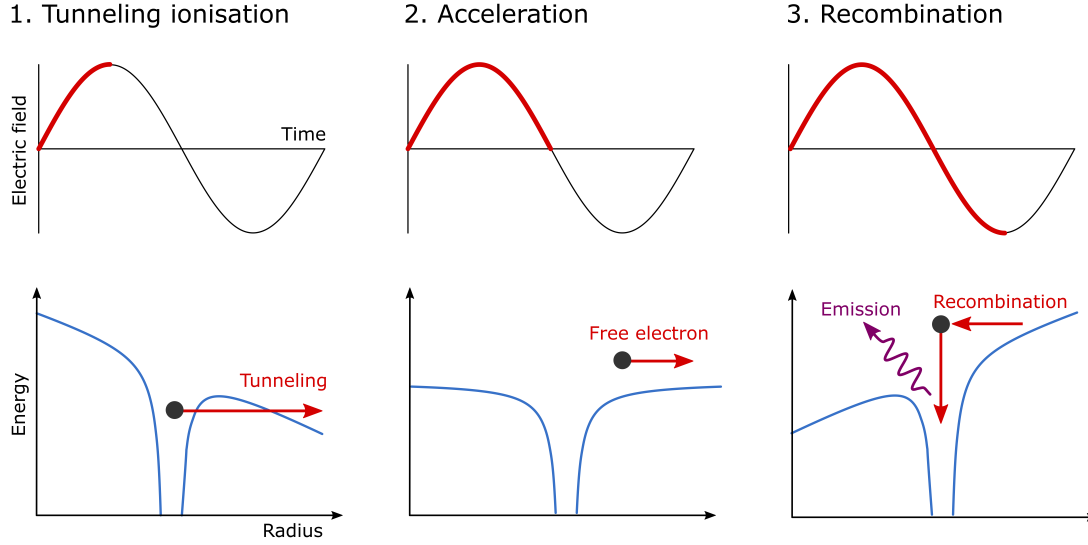 1. Tunneling ionisation
2. Acceleration
3. Recombination
Electric field
Time
Energy
Tunneling
Radius
Free electron
Emission
Recombination